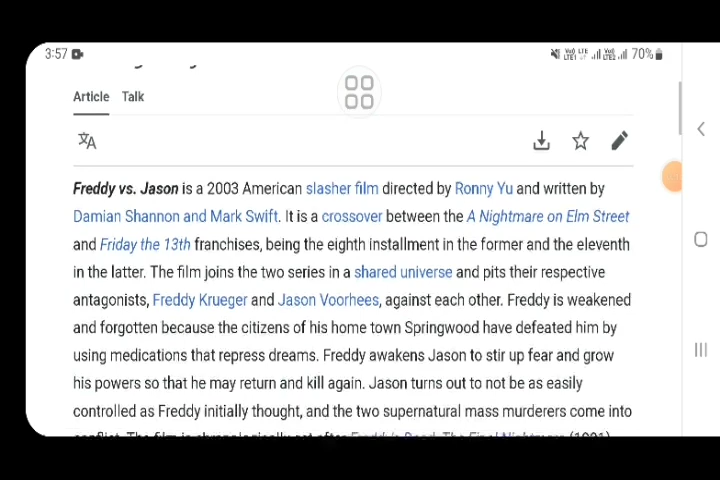 3:57 70%
Article Talk
Freddy vs. Jason is a 2003 American slasher film directed by Ronny Yu and written by
Damian Shannon and Mark Swift. It is a crossover between the A Nightmare on Elm Street
and Friday the 13th franchises, being the eighth installment in the former and the eleventh
in the latter. The film joins the two series in a shared universe and pits their respective
antagonists, Freddy Krueger and Jason Voorhees, against each other. Freddy is weakened
and forgotten because the citizens of his home town Springwood have defeated him by
using medications that repress dreams. Freddy awakens Jason to stir up fear and grow
his powers so that he may return and kill again. Jason turns out to not be as easily
controlled as Freddy initially thought, and the two supernatural mass murderers come into